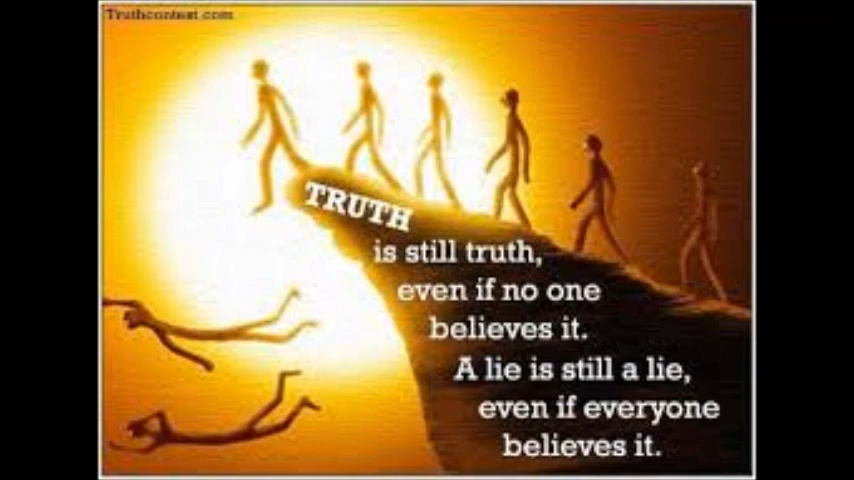 Truthcontest.com
TRUTH
is still truth,
even if no one
believes it.
A lie is still a lie,
even if everyone
believes it.